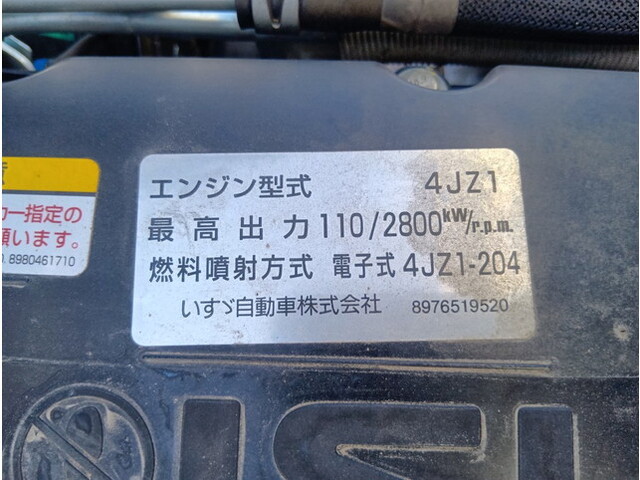 エンジン型式 4JZ1
最高出力 110/2800kW/r.p.m.
燃料噴射方式 電子式 4JZ1-204
いすゞ自動車株式会社 8976519520
カー指定の
願います。
8980461710